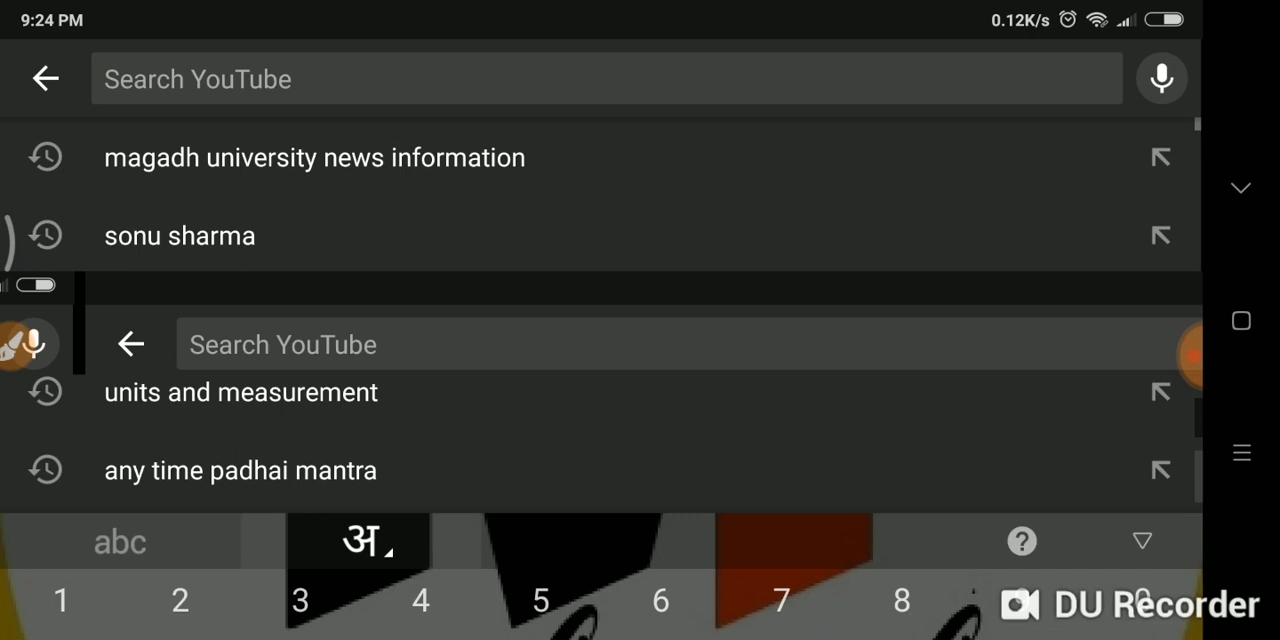 9:24 PM 0.12K/s
Search YouTube
magadh university news information
sonu sharma
Search YouTube
units and measurement
any time padhai mantra
abc अ ?
1 2 3 4 5 6 7 8 0
DU Recorder